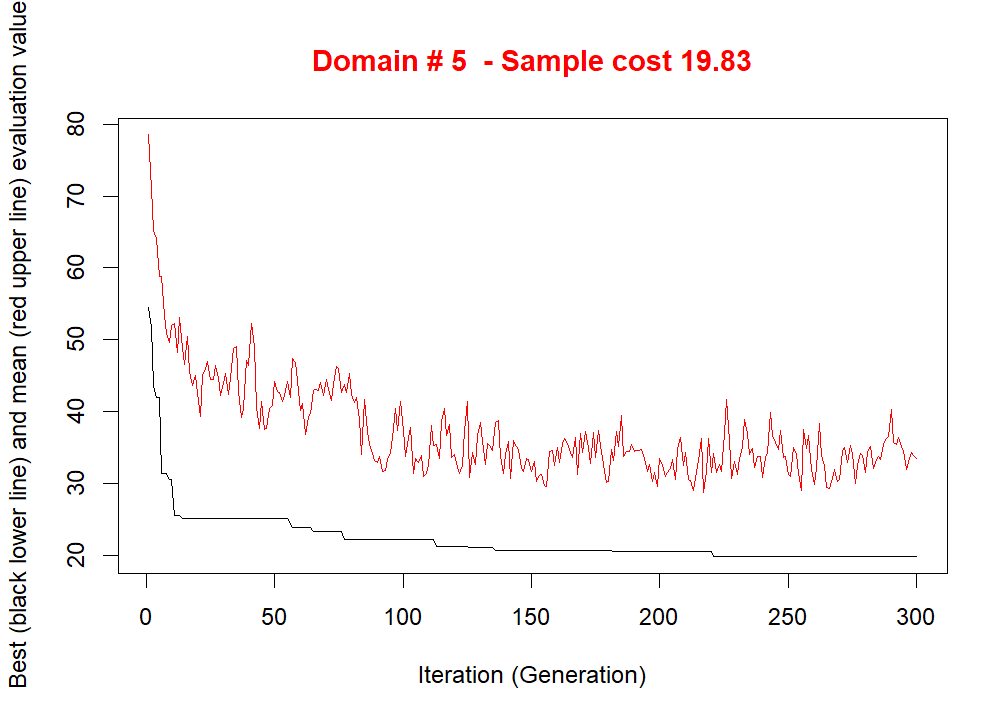 Domain # 5  - Sample cost 19.83
Best (black lower line) and mean (red upper line) evaluation value
80
70
60
50
40
30
20
0 50 100 150 200 250 300
Iteration (Generation)